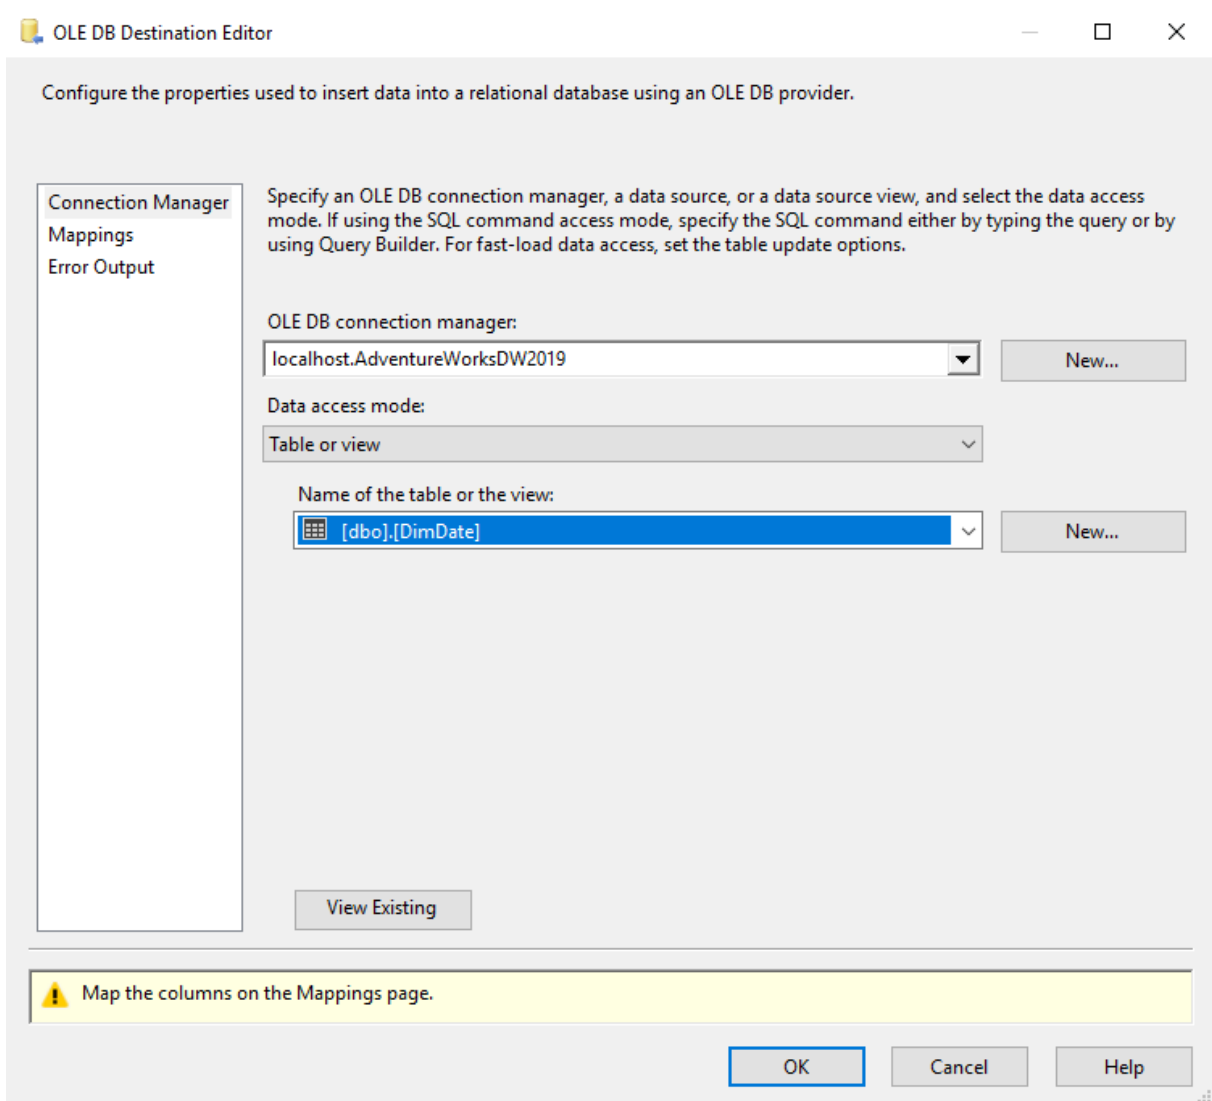 OLE DB Destination Editor
Configure the properties used to insert data into a relational database using an OLE DB provider.
Connection Manager
Mappings
Error Output
Specify an OLE DB connection manager, a data source, or a data source view, and select the data access
mode. If using the SQL command access mode, specify the SQL command either by typing the query or by
using Query Builder. For fast-load data access, set the table update options.
OLE DB connection manager:
localhost.AdventureWorksDW2019
New...
Data access mode:
Table or view
Name of the table or the view:
[dbo].[DimDate]
New...
View Existing
Map the columns on the Mappings page.
OK
Cancel
Help